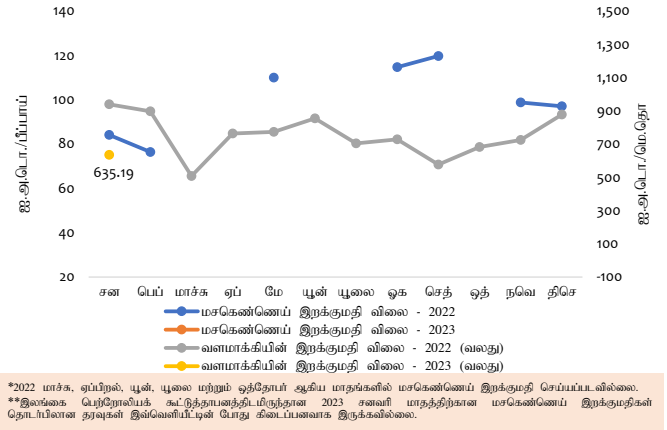 140
120
100
80
60
40
20
ஐ.அ.டொ./பீப்பாய்
1,500
1,300
1,100
900
700
500
300
100
-100
ஐ.அ.டொ./மெ.தொ
635.19
சன பெப் மார்ச்சு ஏப் மே யூன் யூலை ஓக செத் ஒத் நவெ திசெ
மசகெண்ணெய் இறக்குமதி விலை - 2022
மசகெண்ணெய் இறக்குமதி விலை - 2023
வளமாக்கியின் இறக்குமதி விலை - 2022 (வலது)
வளமாக்கியின் இறக்குமதி விலை - 2023 (வலது)
*2022 மார்ச்சு, ஏப்பிறல், யூன், யூலை மற்றும் ஒத்தோபர் ஆகிய மாதங்களில் மசகெண்ணெய் இறக்குமதி செய்யப்படவில்லை.
**இலங்கை பெற்றோலியக் கூட்டுத்தாபனத்திடமிருந்தான 2023 சனவரி மாதத்திற்கான மசகெண்ணெய் இறக்குமதிகள்
தொடர்பிலான தரவுகள் இவ்வெளியீட்டின் போது கிடைப்பனவாக இருக்கவில்லை.